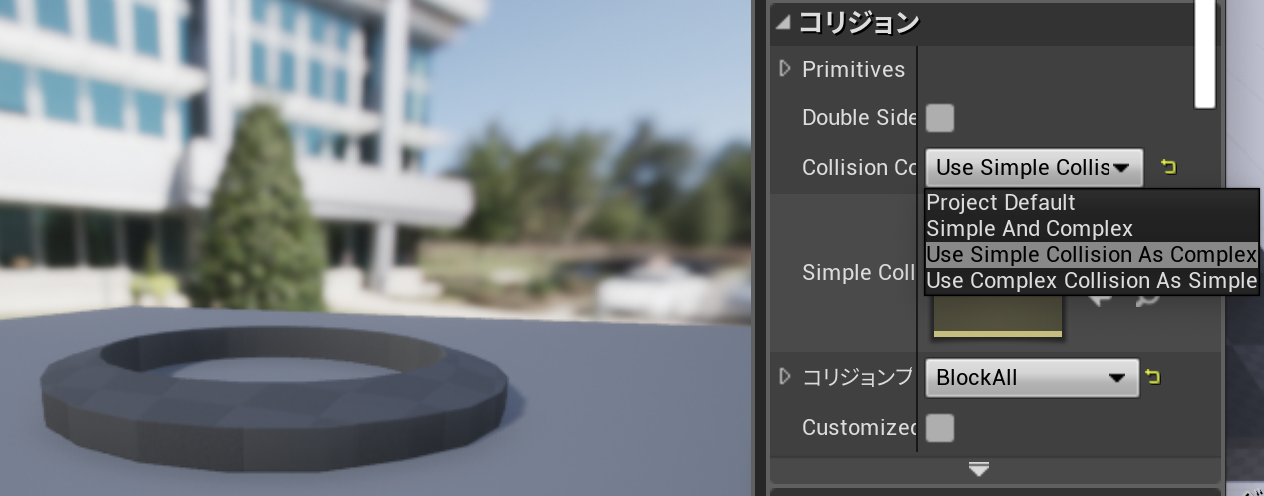 コリジョン
Primitives
Double Side
Collision Co
Use Simple Collis
Project Default
Simple And Complex
Use Simple Collision As Complex
Use Complex Collision As Simple
Simple Coll
コリジョンプ
BlockAll
Customized